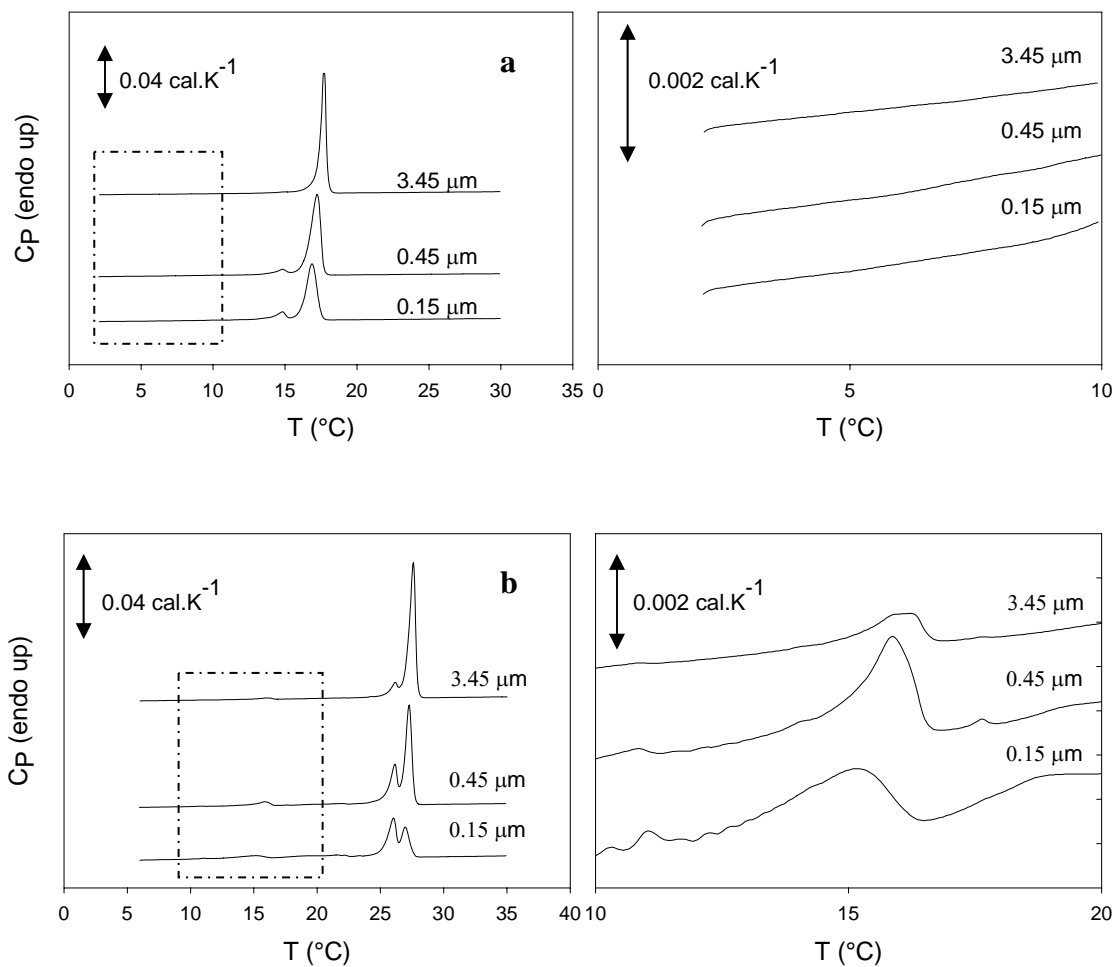 a
0.04 cal.K-1
3.45 μm
0.45 μm
0.15 μm
CP (endo up)
0 5 10 15 20 25 30 35
T (°C)
0.002 cal.K-1
3.45 μm
0.45 μm
0.15 μm
0 5 10
T (°C)
b
0.04 cal.K-1
3.45 μm
0.45 μm
0.15 μm
CP (endo up)
0 5 10 15 20 25 30 35 40
T (°C)
0.002 cal.K-1
3.45 μm
0.45 μm
0.15 μm
10 15 20
T (°C)